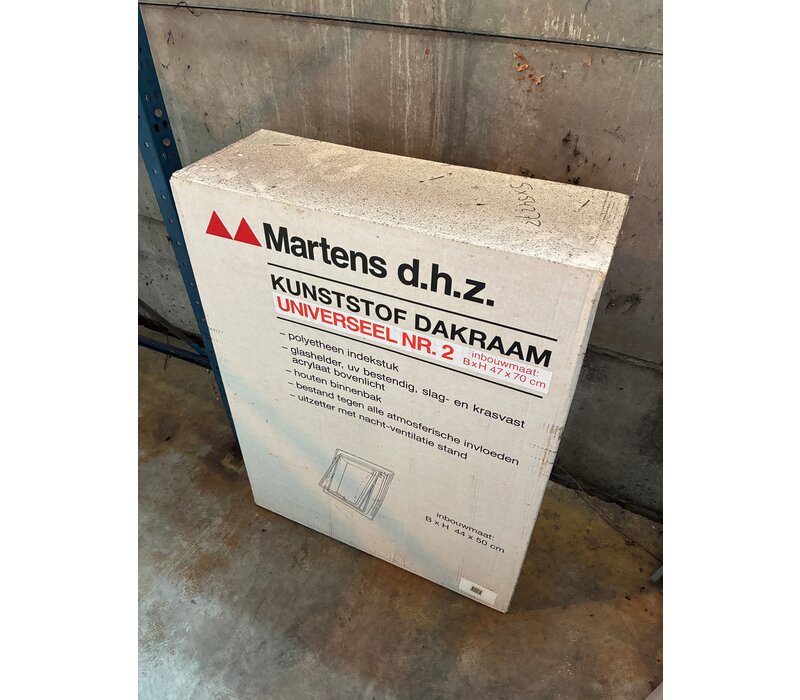 Martens d.h.z.
KUNSTSTOF DAKRAAM
UNIVERSEEL NR. 2
inbouwmaat:
B x H 47 x 70 cm
– polyetheen indekstuk
– glashelder, uv bestendig, slag- en krasvast
acrylaat bovenlicht
– houten binnenbak
– bestand tegen alle atmosferische invloeden
– uitzetter met nacht-ventilatie stand
inbouwmaat:
B x H 44 x 50 cm